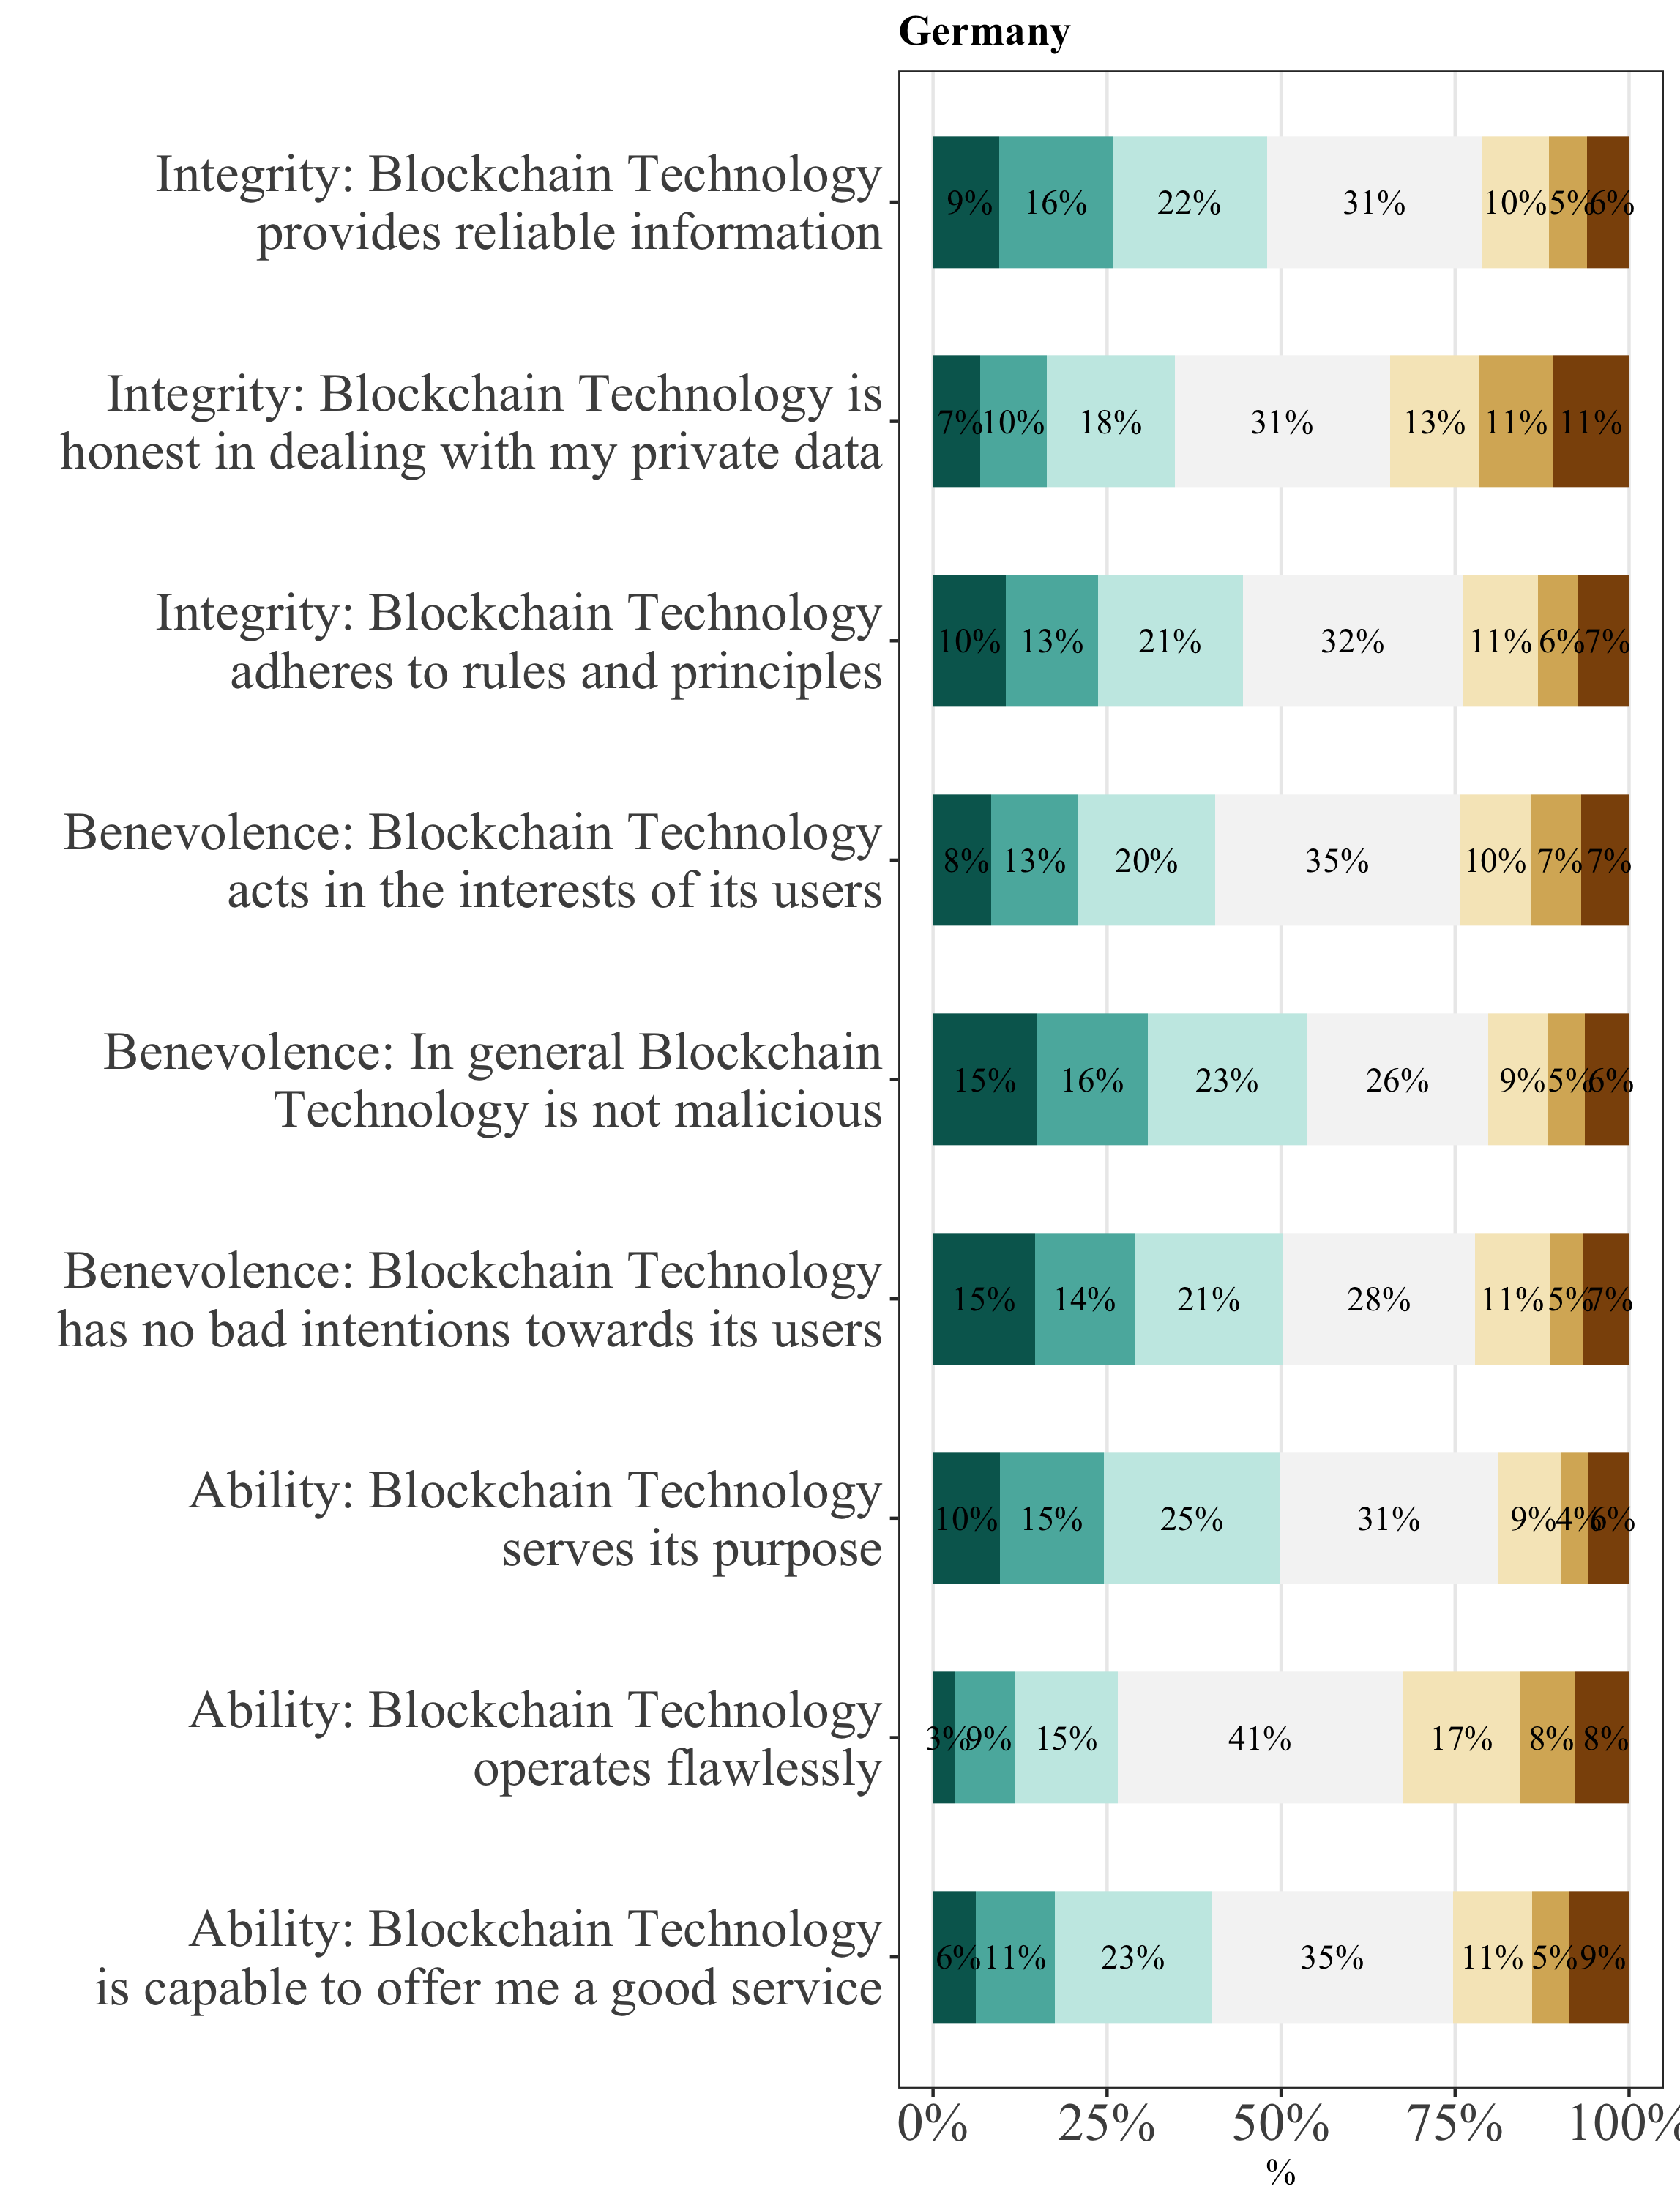 Germany
Integrity: Blockchain Technology
provides reliable information
9% 16% 22% 31% 10% 5% 6%
Integrity: Blockchain Technology is
honest in dealing with my private data
7% 10% 18% 31% 13% 11% 11%
Integrity: Blockchain Technology
adheres to rules and principles
10% 13% 21% 32% 11% 6% 7%
Benevolence: Blockchain Technology
acts in the interests of its users
8% 13% 20% 35% 10% 7% 7%
Benevolence: In general Blockchain
Technology is not malicious
15% 16% 23% 26% 9% 5% 6%
Benevolence: Blockchain Technology
has no bad intentions towards its users
15% 14% 21% 28% 11% 5% 7%
Ability: Blockchain Technology
serves its purpose
10% 15% 25% 31% 9% 4% 6%
Ability: Blockchain Technology
operates flawlessly
3% 9% 15% 41% 17% 8% 8%
Ability: Blockchain Technology
is capable to offer me a good service
6% 11% 23% 35% 11% 5% 9%
0% 25% 50% 75% 100%
%